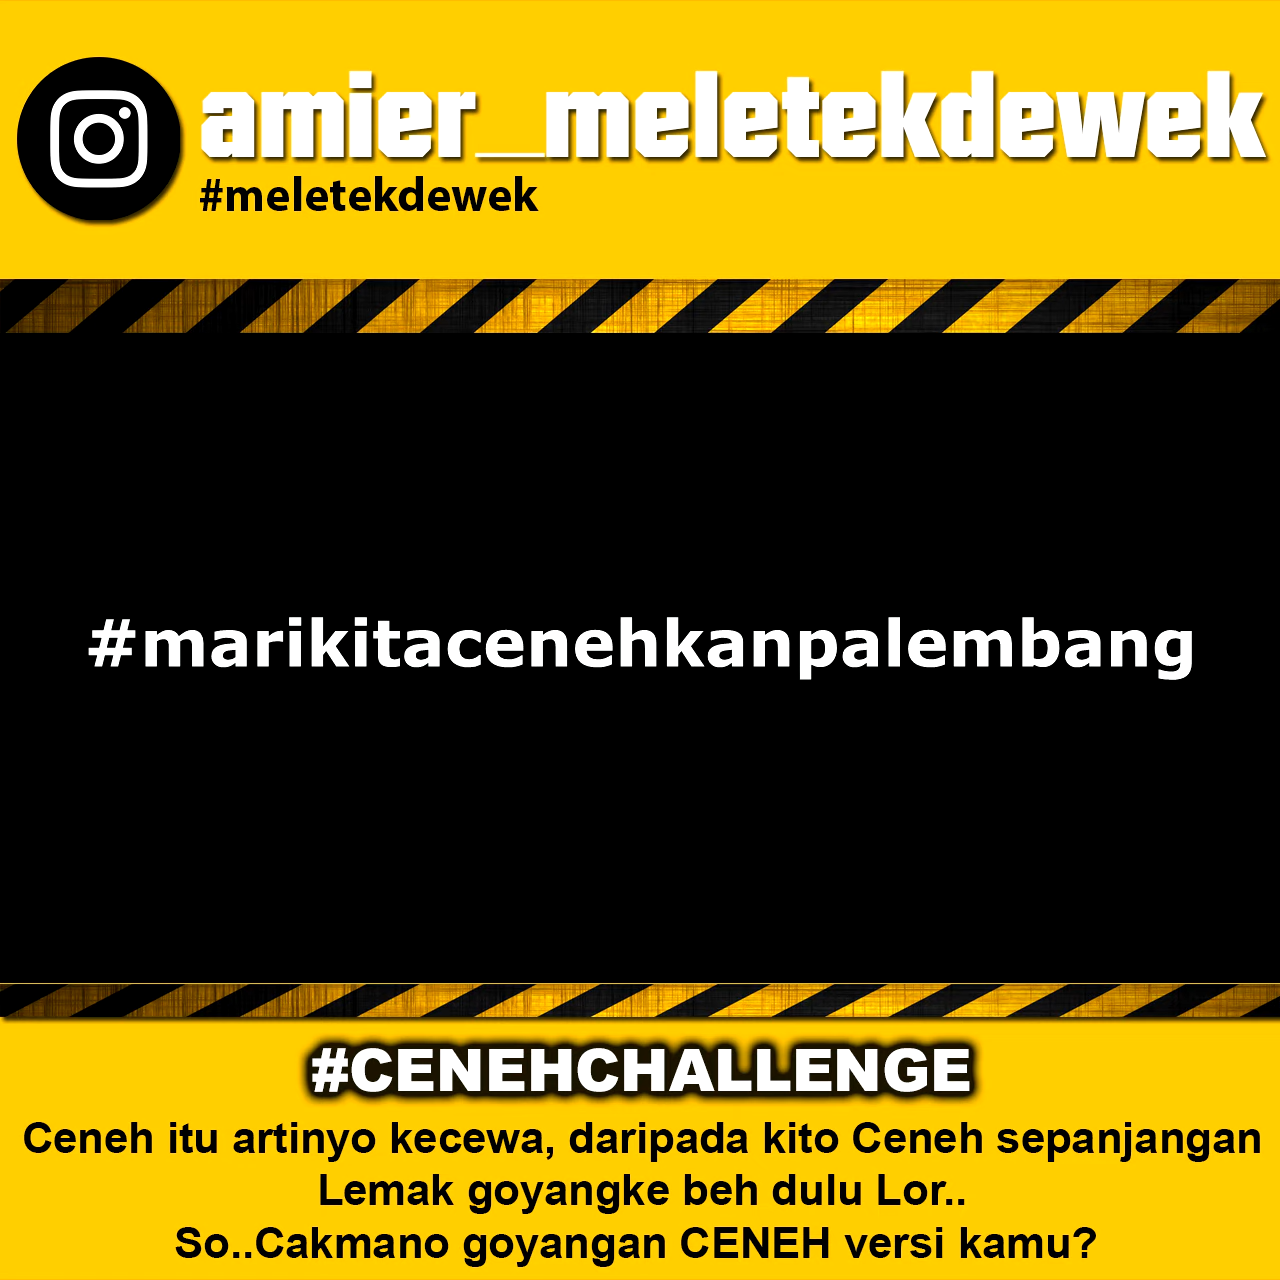 amier_meletekdewek
#meletekdewek
#marikitacenehkanpalembang
#CENEHCHALLENGE
Ceneh itu artinyo kecewa, daripada kito Ceneh sepanjangan
Lemak goyangke beh dulu Lor..
So..Cakmano goyangan CENEH versi kamu?